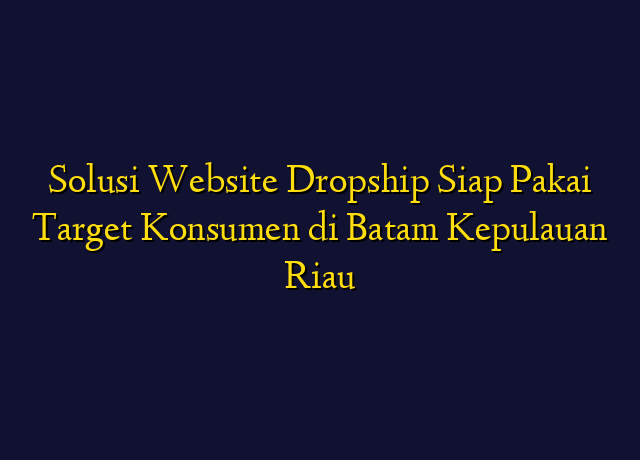 Solusi Website Dropship Siap Pakai
Target Konsumen di Batam Kepulauan
Riau